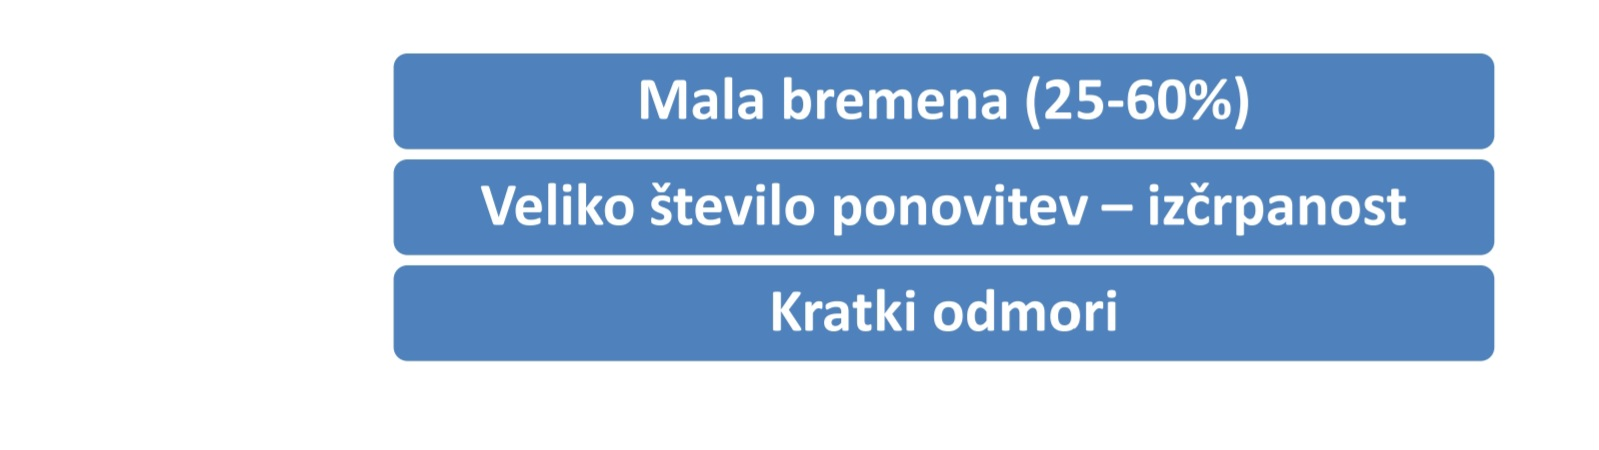 Mala bremena (25-60%)
Veliko število ponovitev – izčrpanost
Kratki odmori